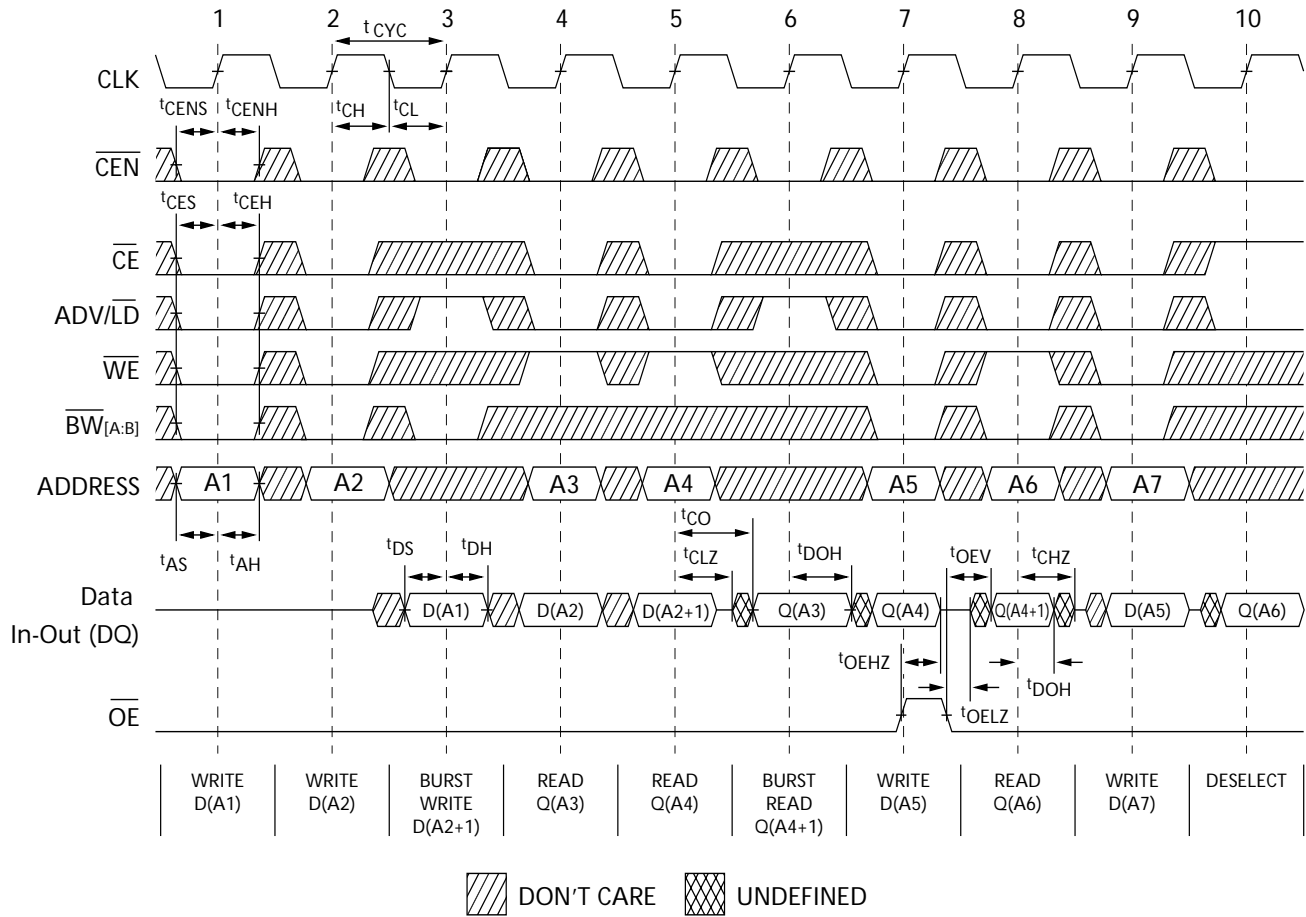 1 2 3 4 5 6 7 8 9 10
tCYC
CLK
tCENS tCENH tCH tCL
CEN
tCES tCEH
CE
ADV/LD
WE
BW[A:B]
ADDRESS A1 A2 A3 A4 A5 A6 A7
tCO
tAS tAH tDS tDH tCLZ tDOH tOEV tCHZ
Data
In-Out (DQ)
D(A1) D(A2) D(A2+1) Q(A3) Q(A4) Q(A4+1) D(A5) Q(A6)
tOEHZ tDOH
tOELZ
OE
WRITE
D(A1)
WRITE
D(A2)
BURST
WRITE
D(A2+1)
READ
Q(A3)
READ
Q(A4)
BURST
READ
Q(A4+1)
WRITE
D(A5)
READ
Q(A6)
WRITE
D(A7)
DESELECT
DON'T CARE UNDEFINED